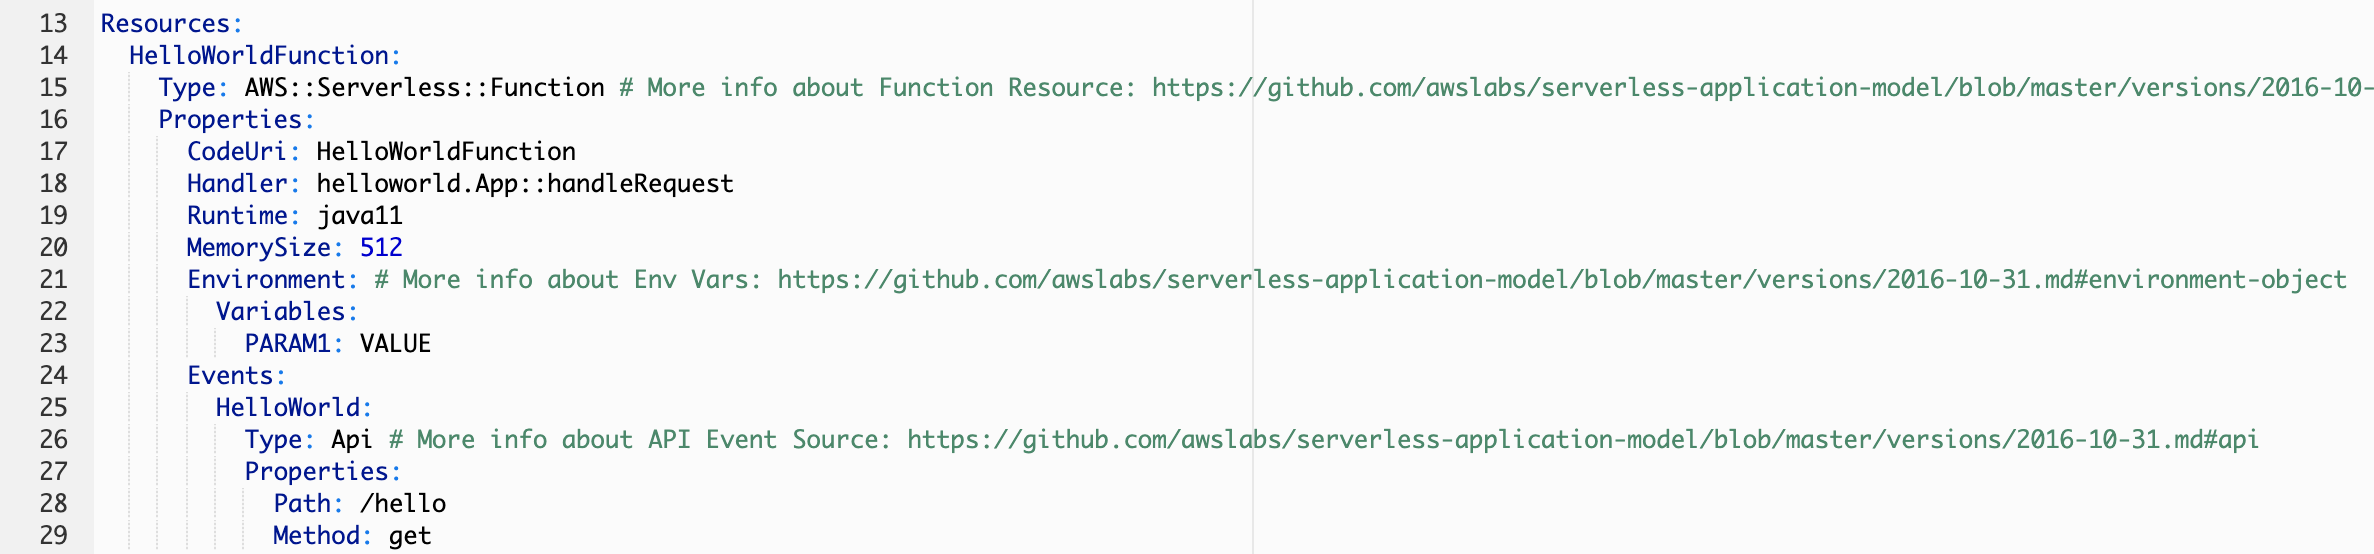 13 Resources:
14 HelloWorldFunction:
15 Type: AWS::Serverless::Function # More info about Function Resource: https://github.com/awslabs/serverless-application-model/blob/master/versions/2016-10-
16 Properties:
17 CodeUri: HelloWorldFunction
18 Handler: helloworld.App::handleRequest
19 Runtime: java11
20 MemorySize: 512
21 Environment: # More info about Env Vars: https://github.com/awslabs/serverless-application-model/blob/master/versions/2016-10-31.md#environment-object
22 Variables:
23 PARAM1: VALUE
24 Events:
25 HelloWorld:
26 Type: Api # More info about API Event Source: https://github.com/awslabs/serverless-application-model/blob/master/versions/2016-10-31.md#api
27 Properties:
28 Path: /hello
29 Method: get